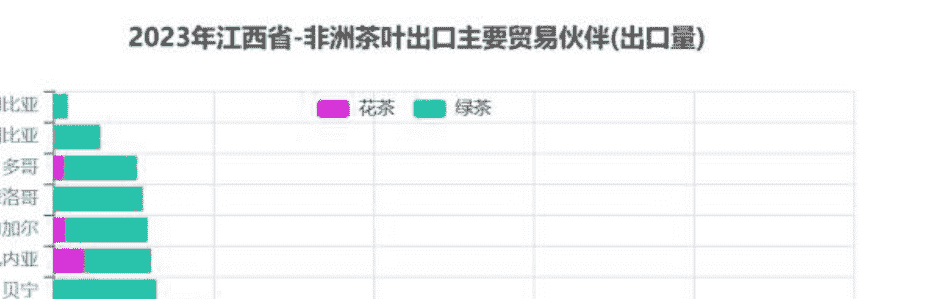 2023年江西省-非洲茶叶出口主要贸易伙伴(出口量)
花茶 绿茶
比亚
比亚
多哥
洛哥
加尔
内亚
贝宁